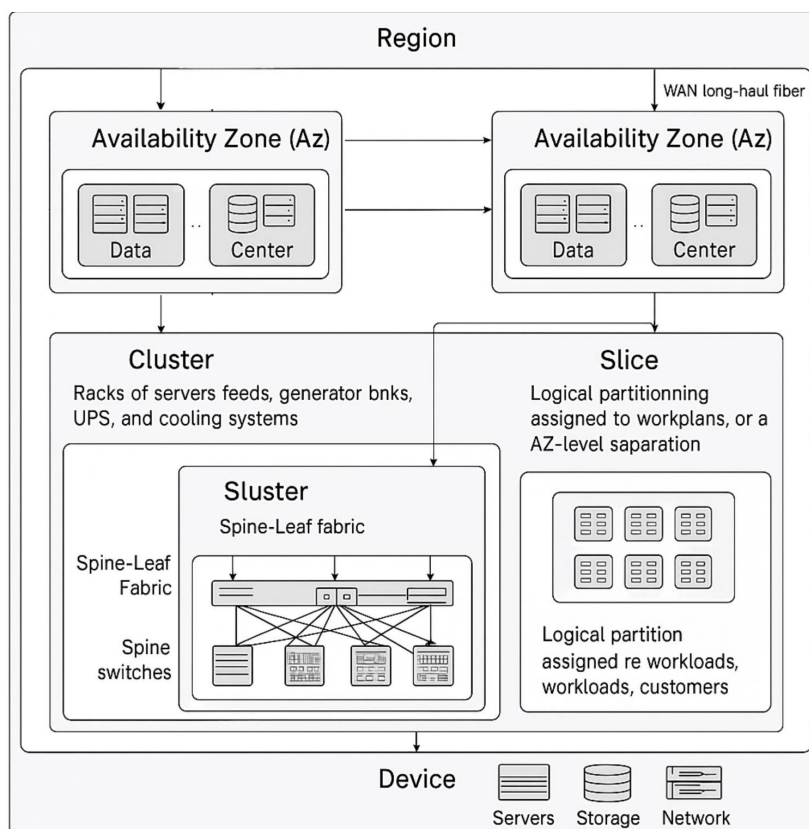 Region
WAN long-haul fiber
Availability Zone (Az)
Data
..
Center
Availability Zone (Az)
Data
..
Center
Cluster
Racks of servers feeds, generator bnks,
UPS, and cooling systems
Slice
Logical partitionning
assigned to workplans, or a
AZ-level saparation
Sluster
Spine-Leaf fabric
Spine-Leaf
Fabric
Spine
switches
Logical partition
assigned re workloads,
workloads, customers
Device
Servers
Storage
Network